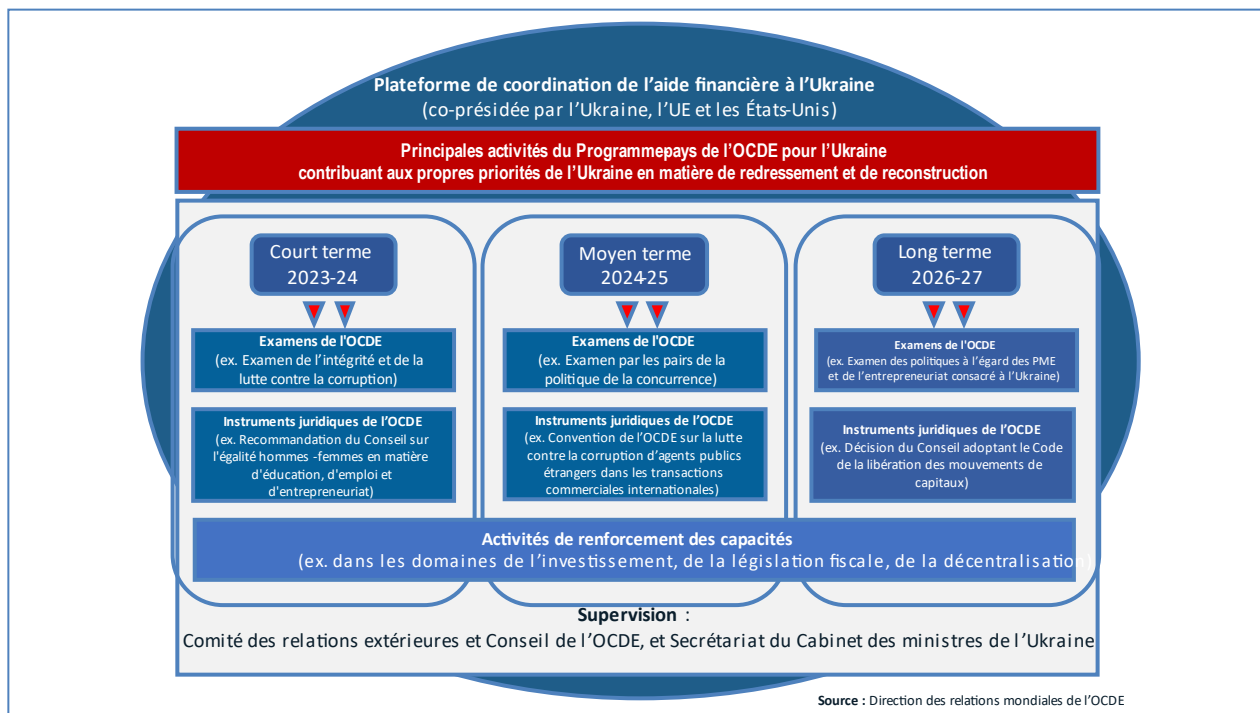 Plateforme de coordination de l’aide financière à l’Ukraine
(co-présidée par l’Ukraine, l’UE et les États-Unis)
Principales activités du Programmepays de l’OCDE pour l’Ukraine
contribuant aux propres priorités de l’Ukraine en matière de redressement et de reconstruction
Court terme
2023-24
Examens de l'OCDE
(ex. Examen de l’intégrité et de la
lutte contre la corruption)
Instruments juridiques de l’OCDE
(ex. Recommandation du Conseil sur
l'égalité hommes -femmes en matière
d'éducation, d'emploi et
d'entrepreneuriat)
Moyen terme
2024-25
Examens de l'OCDE
(ex. Examen par les pairs de la
politique de la concurrence)
Instruments juridiques de l’OCDE
(ex. Convention de l’OCDE sur la lutte
contre la corruption d’agents publics
étrangers dans les transactions
commerciales internationales)
Long terme
2026-27
Examens de l'OCDE
(ex. Examen des politiques à l’égard des PME
et de l’entrepreneuriat consacré à l’Ukraine)
Instruments juridiques de l’OCDE
(ex. Décision du Conseil adoptant le Code
de la libération des mouvements de
capitaux)
Activités de renforcement des capacités
(ex. dans les domaines de l’investissement, de la législation fiscale, de la décentralisation)
Supervision :
Comité des relations extérieures et Conseil de l’OCDE, et Secrétariat du Cabinet des ministres de l’Ukraine
Source : Direction des relations mondiales de l’OCDE